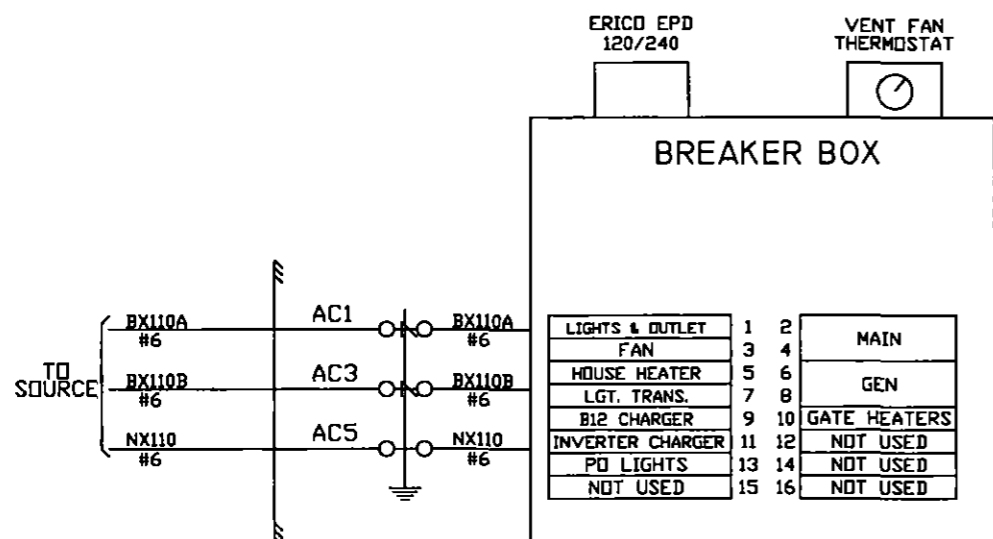 ERICO EPD
120/240
VENT FAN
THERMOSTAT
BREAKER BOX
TO
SOURCE
BX110A
#6
AC1
BX110A
#6
BX110B
#6
AC3
BX110B
#6
NX110
#6
AC5
NX110
#6
LIGHTS & OUTLET 1 2 MAIN
FAN 3 4
HOUSE HEATER 5 6 GEN
LGT. TRANS. 7 8
B12 CHARGER 9 10 GATE HEATERS
INVERTER CHARGER 11 12 NOT USED
PO LIGHTS 13 14 NOT USED
NOT USED 15 16 NOT USED